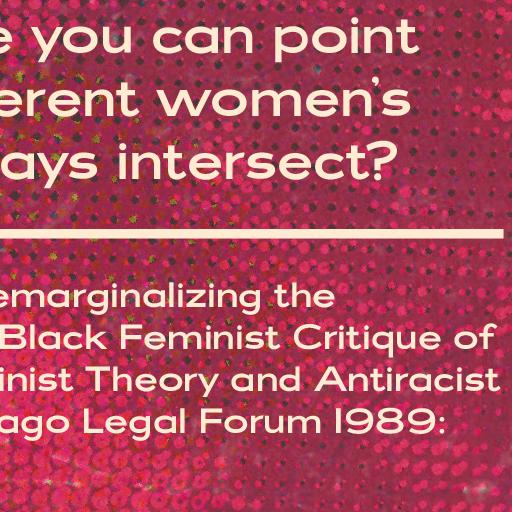 e you can point
erent women's
ays intersect?
emarginalizing the
Black Feminist Critique of
inist Theory and Antiracist
ago Legal Forum 1989: